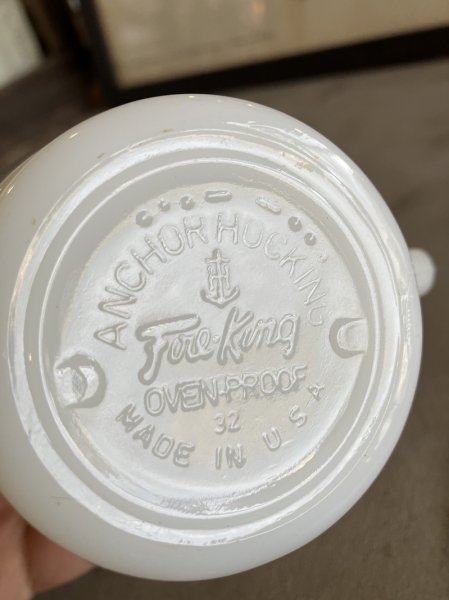 ANCHOR HOCKING
Fire-King
OVEN-PROOF
32
MADE IN U S A